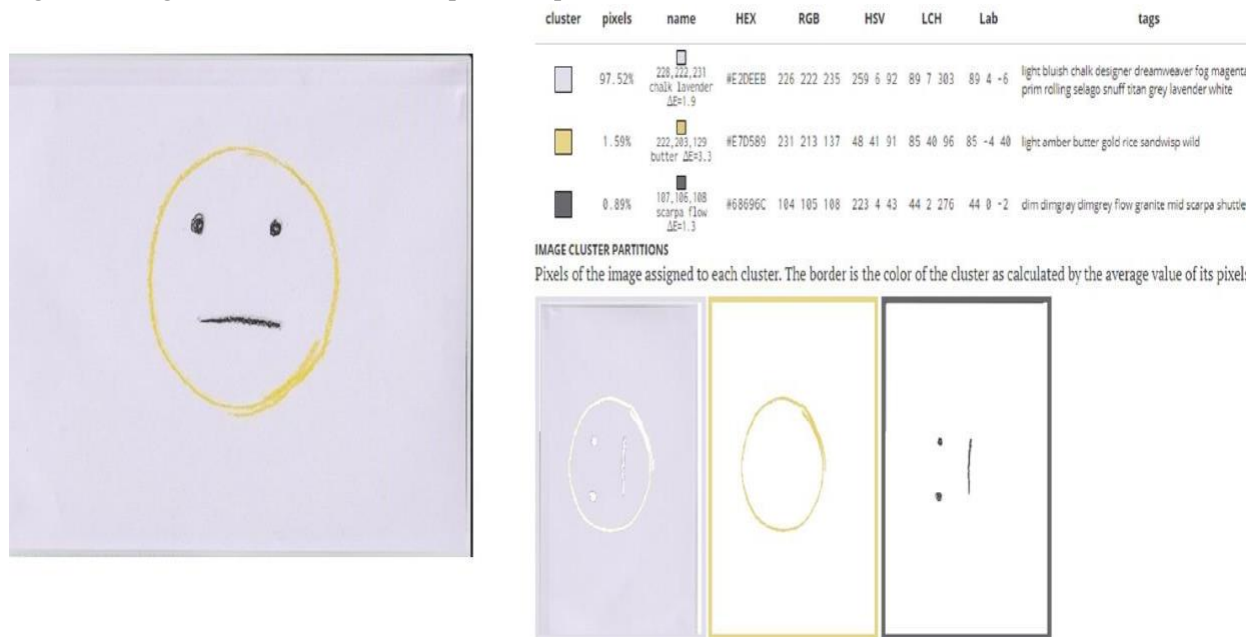 cluster pixels name HEX RGB HSV LCH Lab tags
97.52% 228,222,231 chalk lavender ΔE=1.9 #E2DEEB 226 222 235 259 6 92 89 7 303 89 4 -6 light bluish chalk designer dreamweaver fog magenta
prim rolling selago snuff titan grey lavender white
1.59% 222,203,129 butter ΔE=3.3 #E7D589 231 213 137 48 41 91 85 40 96 85 -4 40 light amber butter gold rice sandwisp wild
0.89% 107,106,108 scarpa flow ΔE=1.3 #68696C 104 105 108 223 4 43 44 2 276 44 0 -2 dim dimgray dimgrey flow granite mid scarpa shuttle
IMAGE CLUSTER PARTITIONS
Pixels of the image assigned to each cluster. The border is the color of the cluster as calculated by the average value of its pixels